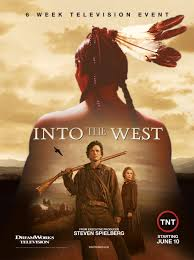 6 WEEK TELEVISION EVENT
INTO THE WEST
FROM EXECUTIVE PRODUCER
STEVEN SPIELBERG
DREAMWORKS
TELEVISION
TNT
STARTING
JUNE 10